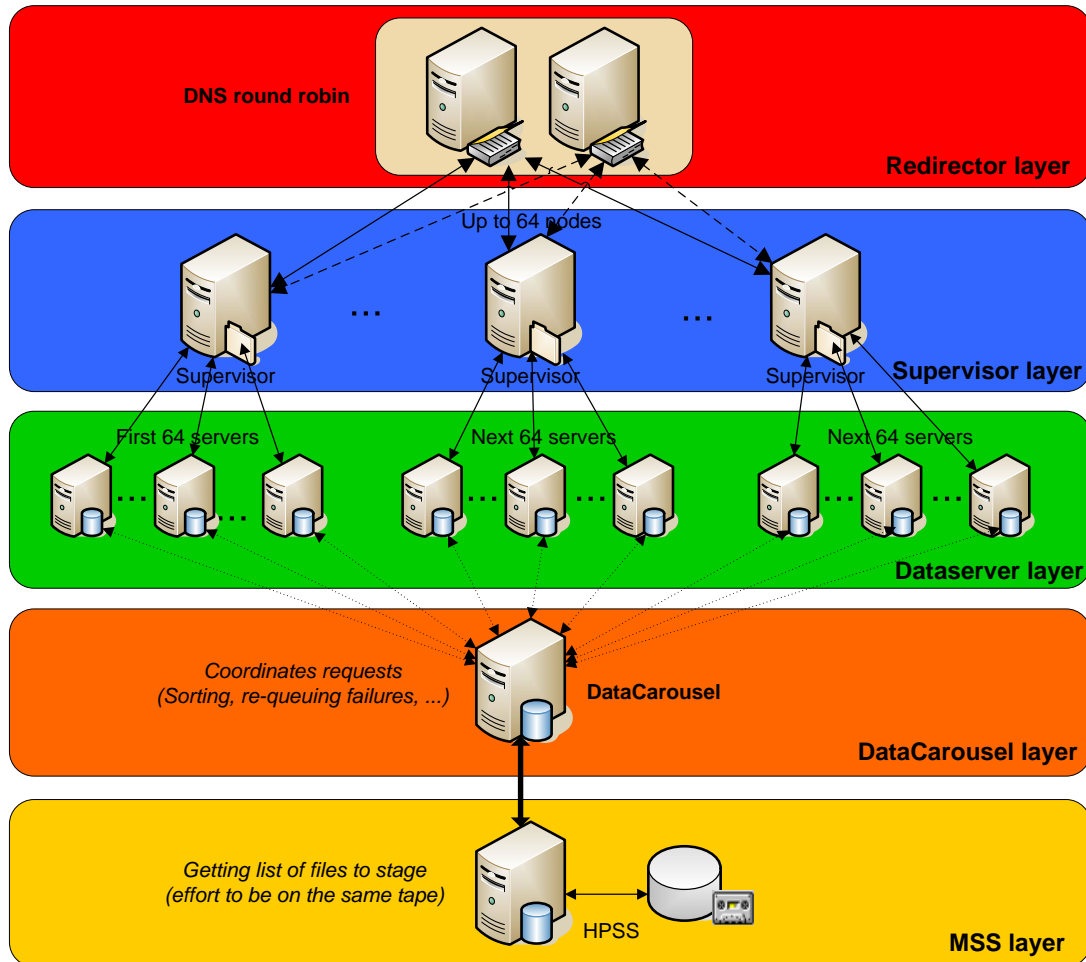 DNS round robin
Redirector layer
Up to 64 nodes
... ...
Supervisor Supervisor Supervisor
Supervisor layer
First 64 servers Next 64 servers Next 64 servers
... ... ... ... ... ...
Dataserver layer
Coordinates requests
(Sorting, re-queuing failures, ...)
DataCarousel
DataCarousel layer
Getting list of files to stage
(effort to be on the same tape)
HPSS
MSS layer